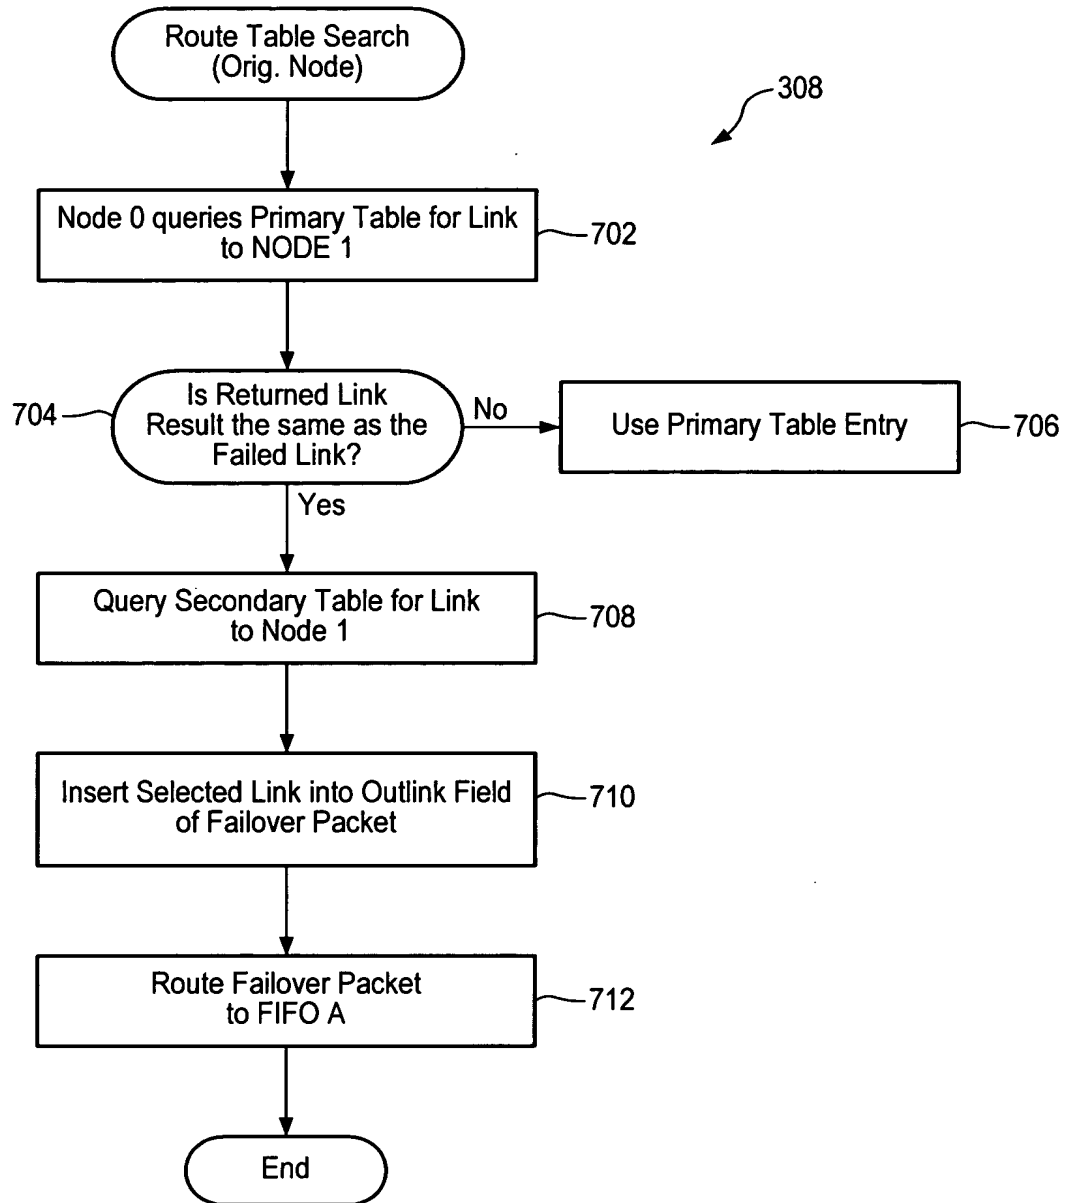 Route Table Search
(Orig. Node)
308
Node 0 queries Primary Table for Link
to NODE 1
702
704
Is Returned Link
Result the same as the
Failed Link?
No
Use Primary Table Entry
706
Yes
Query Secondary Table for Link
to Node 1
708
Insert Selected Link into Outlink Field
of Failover Packet
710
Route Failover Packet
to FIFO A
712
End